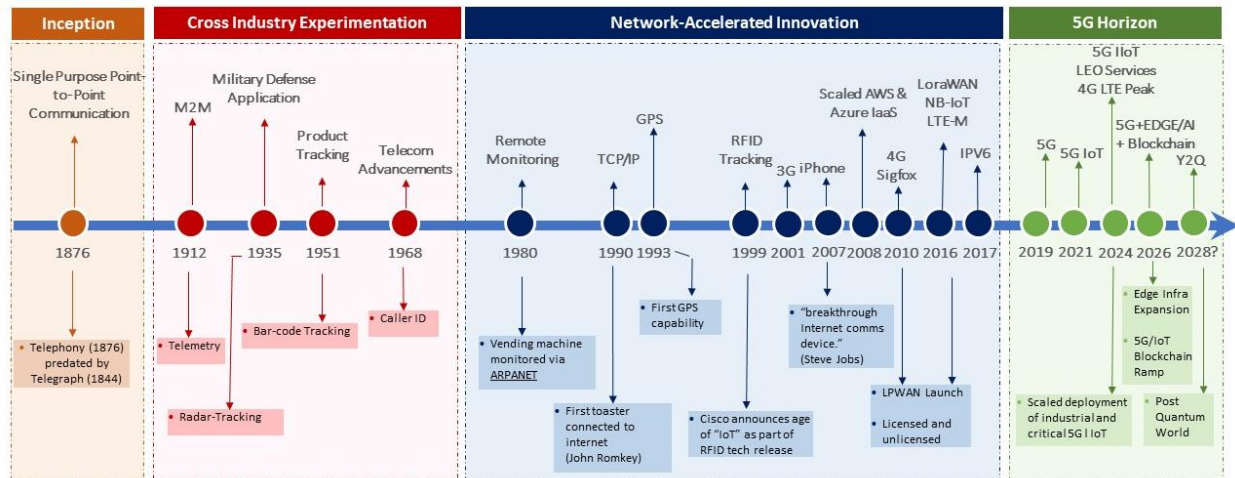 Inception
Cross Industry Experimentation
Network-Accelerated Innovation
5G Horizon
Single Purpose Point-
to-Point
Communication
M2M
Military Defense
Application
Product
Tracking
Telecom
Advancements
Remote
Monitoring
TCP/IP
GPS
RFID
Tracking
3G
iPhone
Scaled AWS &
Azure IaaS
4G
Sigfox
LoraWAN
NB-IoT
LTE-M
IPV6
5G
5G IoT
5G IIoT
LEO Services
4G LTE Peak
5G+EDGE/AI
+ Blockchain
Y2Q
1876
1912
1935
1951
1968
1980
1990
1993
1999
2001
2007
2008
2010
2016
2017
2019
2021
2024
2026
2028?
• Telephony (1876)
predated by
Telegraph (1844)
• Telemetry
• Radar-Tracking
• Bar-code Tracking
• Caller ID
• Vending machine
monitored via
ARPANET
• First toaster
connected to
internet
(John Romkey)
• First GPS
capability
• Cisco announces age
of "IoT" as part of
RFID tech release
• "breakthrough
Internet comms
device."
(Steve Jobs)
• LPWAN Launch
• Licensed and
unlicensed
• Scaled deployment
of industrial and
critical 5G I IoT
• Edge Infra
Expansion
• 5G/IoT
Blockchain
Ramp
• Post
Quantum
World